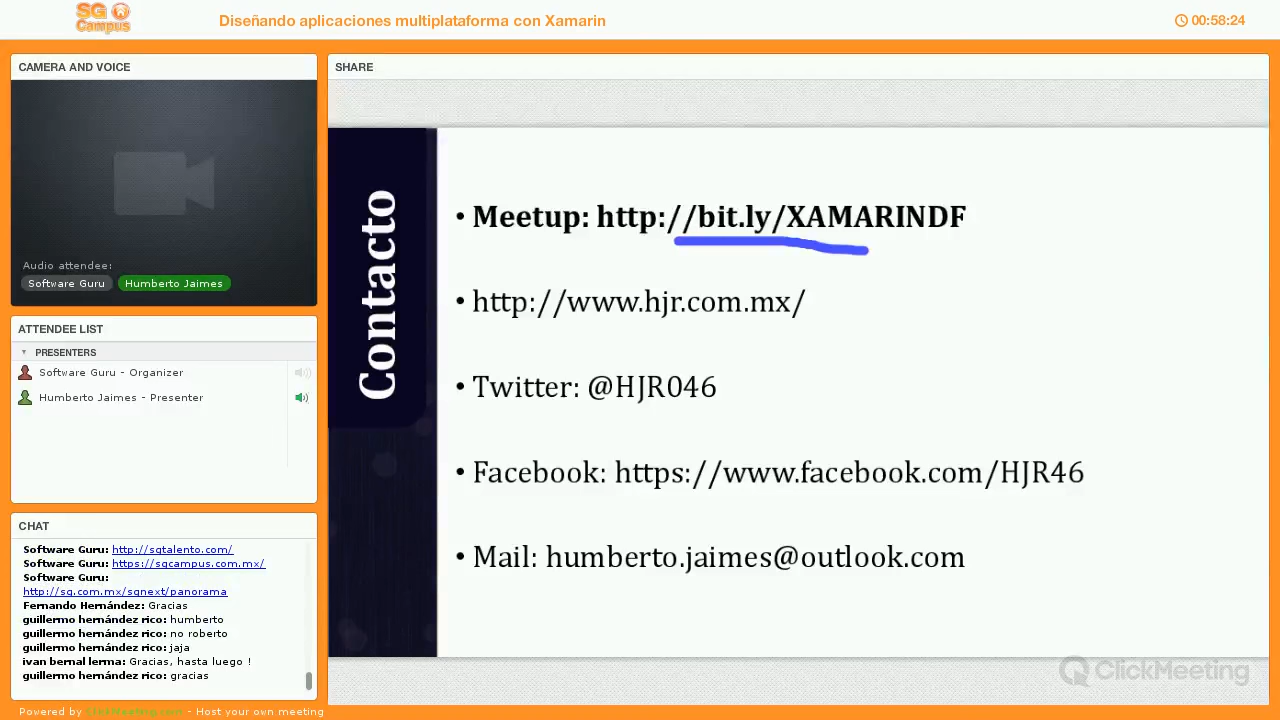 SG Campus
Diseñando aplicaciones multiplataforma con Xamarin
00:58:24
CAMERA AND VOICE
Audio attendee:
Software Guru
Humberto Jaimes
ATTENDEE LIST
PRESENTERS
Software Guru - Organizer
Humberto Jaimes - Presenter
CHAT
Software Guru: http://sgtalento.com/
Software Guru: https://sgcampus.com.mx/
Software Guru:
http://sg.com.mx/sgnext/panorama
Fernando Hernández: Gracias
guillermo hernández rico: humberto
guillermo hernández rico: no roberto
guillermo hernández rico: jaja
ivan bernal lerma: Gracias, hasta luego !
guillermo hernández rico: gracias
Powered by ClickMeeting.com - Host your own meeting
SHARE
Contacto
• Meetup: http://bit.ly/XAMARINDF
• http://www.hjr.com.mx/
• Twitter: @HJR046
• Facebook: https://www.facebook.com/HJR46
• Mail: humberto.jaimes@outlook.com
ClickMeeting